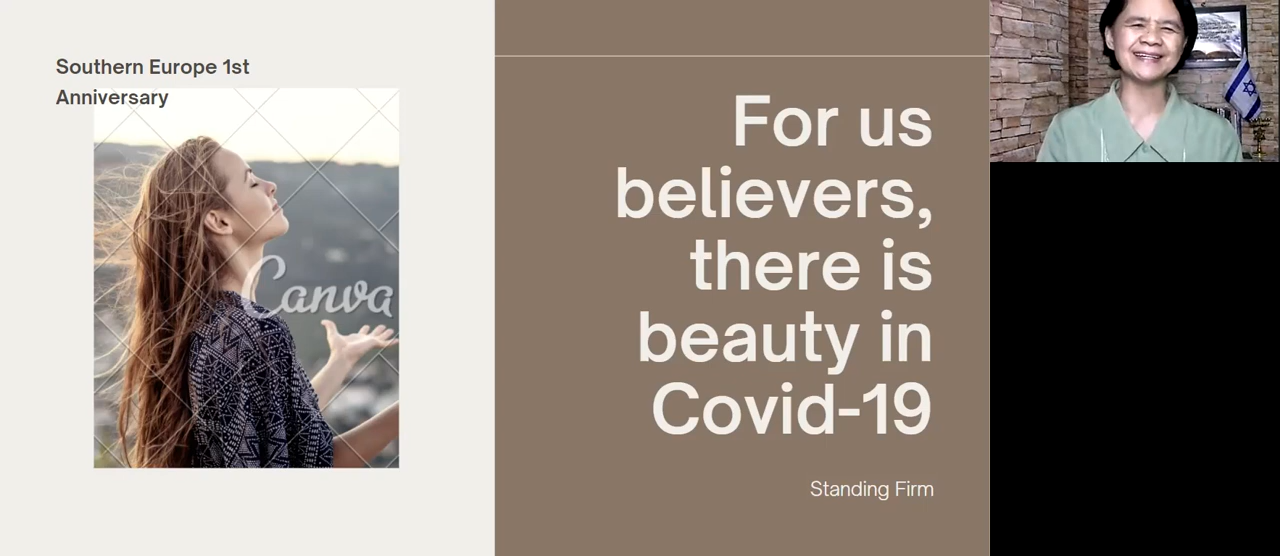 Southern Europe 1st
Anniversary
Canva
For us
believers,
there is
beauty in
Covid-19
Standing Firm